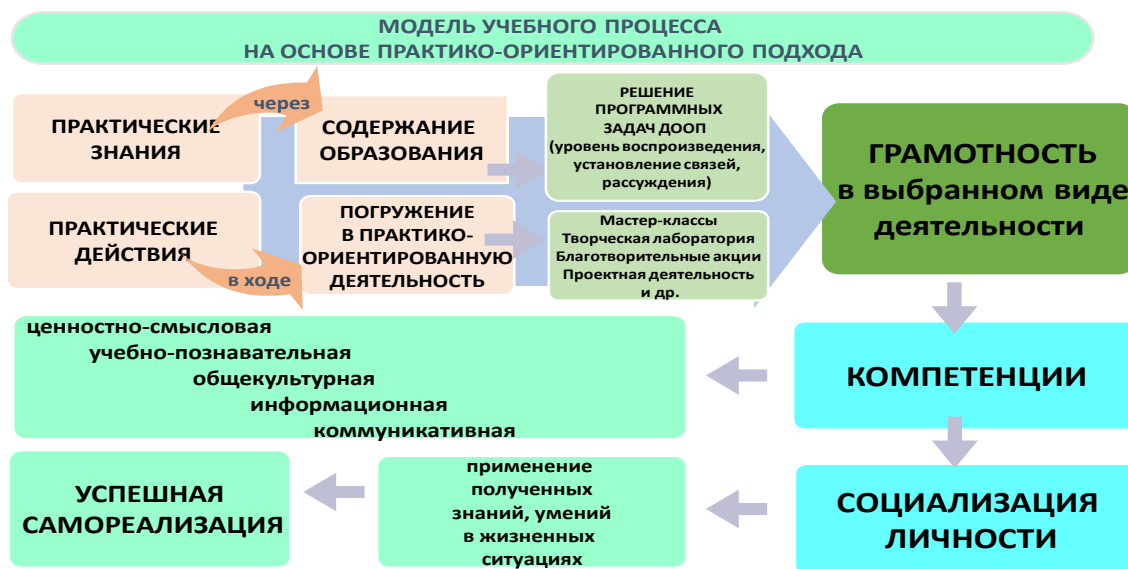 МОДЕЛЬ УЧЕБНОГО ПРОЦЕССА
НА ОСНОВЕ ПРАКТИКО-ОРИЕНТИРОВАННОГО ПОДХОДА
ПРАКТИЧЕСКИЕ
ЗНАНИЯ
через
СОДЕРЖАНИЕ
ОБРАЗОВАНИЯ
РЕШЕНИЕ
ПРОГРАММНЫХ
ЗАДАЧ ДООП
(уровень воспроизведения,
установление связей,
рассуждения)
ГРАМОТНОСТЬ
в выбранном виде
деятельности
ПРАКТИЧЕСКИЕ
ДЕЙСТВИЯ
в ходе
ПОГРУЖЕНИЕ
В ПРАКТИКО-
ОРИЕНТИРОВАННУЮ
ДЕЯТЕЛЬНОСТЬ
Мастер-классы
Творческая лаборатория
Благотворительные акции
Проектная деятельность
и др.
ценностно-смысловая
учебно-познавательная
общекультурная
информационная
коммуникативная
КОМПЕТЕНЦИИ
УСПЕШНАЯ
САМОРЕАЛИЗАЦИЯ
применение
полученных
знаний, умений
в жизненных
ситуациях
СОЦИАЛИЗАЦИЯ
ЛИЧНОСТИ